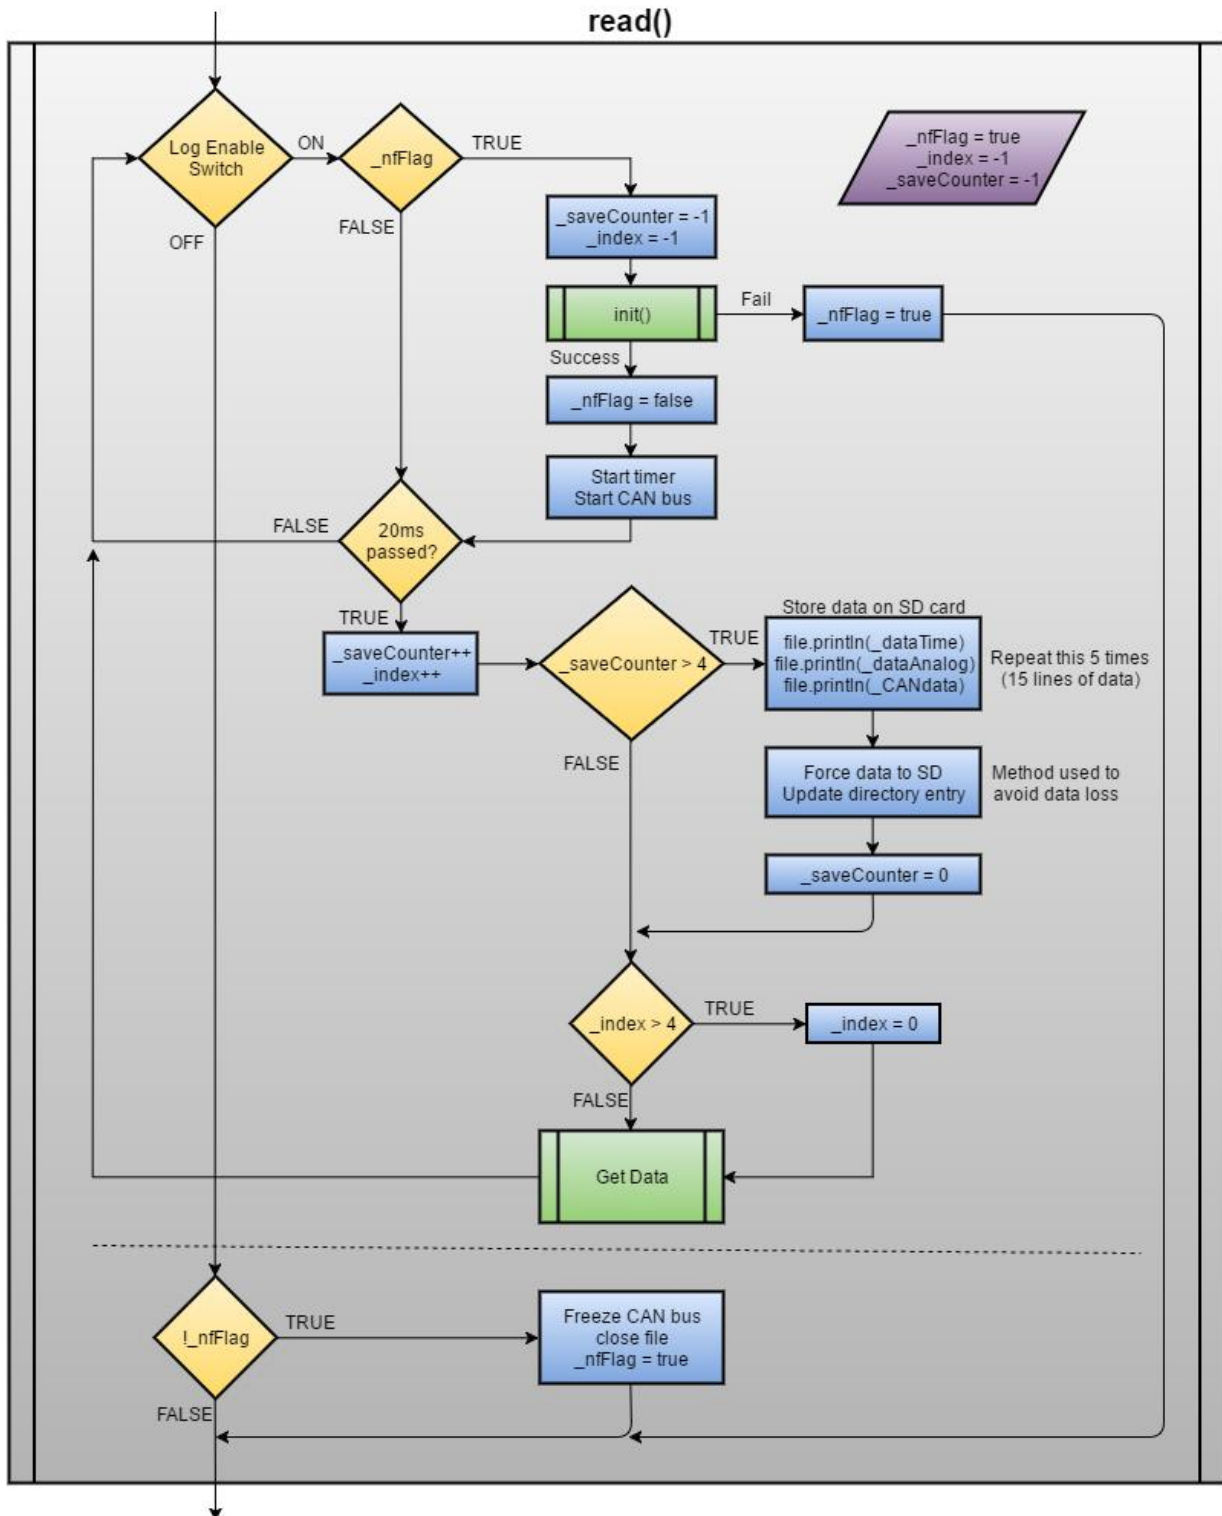 read()
Log Enable
Switch
ON
_nfFlag
TRUE
_nfFlag = true
_index = -1
_saveCounter = -1
OFF
FALSE
_saveCounter = -1
_index = -1
init()
Fail
_nfFlag = true
Success
_nfFlag = false
Start timer
Start CAN bus
FALSE
20ms
passed?
TRUE
_saveCounter++
_index++
_saveCounter > 4
TRUE
Store data on SD card
file.println(_dataTime)
file.println(_dataAnalog)
file.println(_CANdata)
Repeat this 5 times
(15 lines of data)
FALSE
Force data to SD
Update directory entry
Method used to
avoid data loss
_saveCounter = 0
_index > 4
TRUE
_index = 0
FALSE
Get Data
!_nfFlag
TRUE
Freeze CAN bus
close file
_nfFlag = true
FALSE